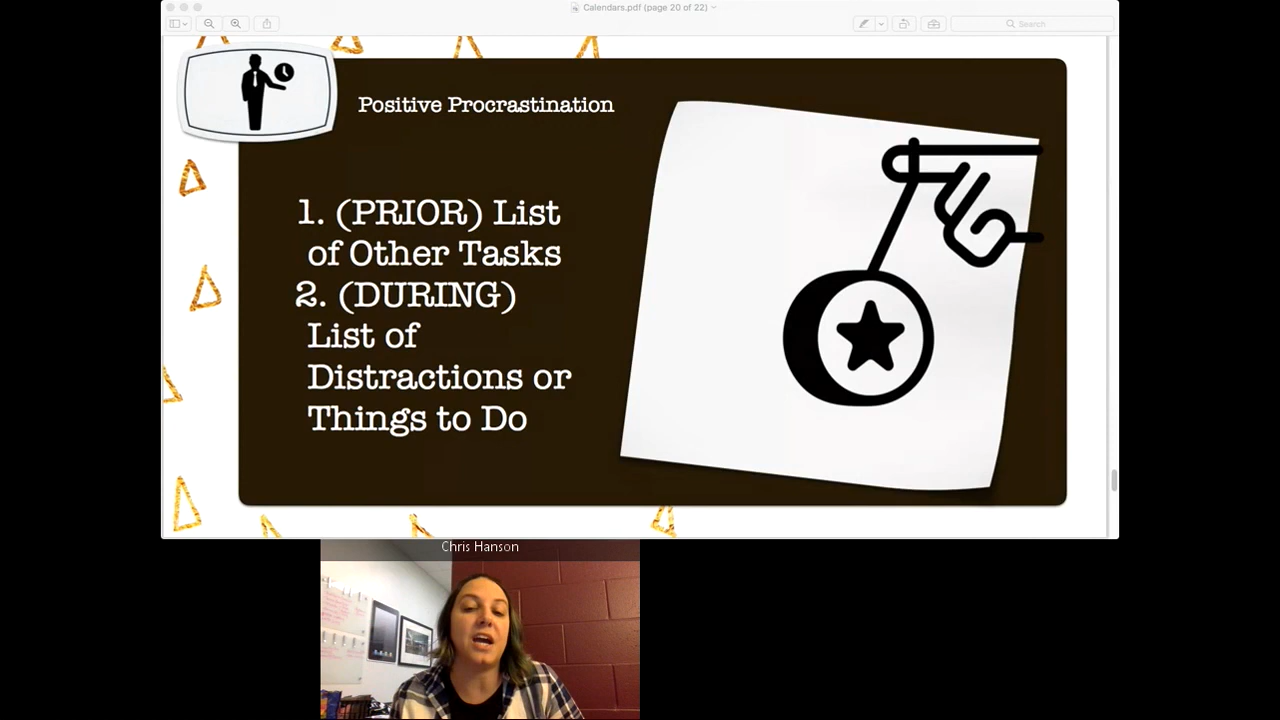 Calendars.pdf (page 20 of 22)
Search
Positive Procrastination
1. (PRIOR) List
of Other Tasks
2. (DURING)
List of
Distractions or
Things to Do
Chris Hanson